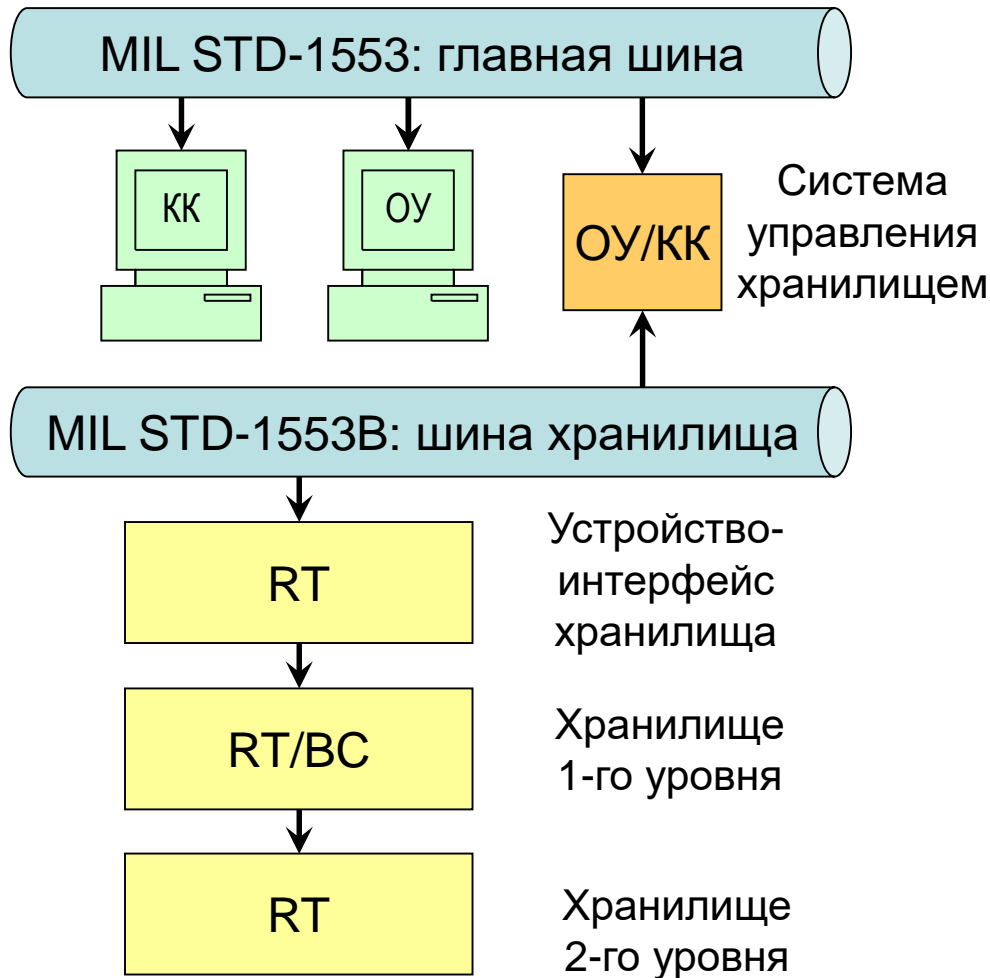 MIL STD-1553: главная шина
КК
ОУ
ОУ/КК
Система
управления
хранилищем
MIL STD-1553B: шина хранилища
RT
Устройство-
интерфейс
хранилища
RT/BC
Хранилище
1-го уровня
RT
Хранилище
2-го уровня